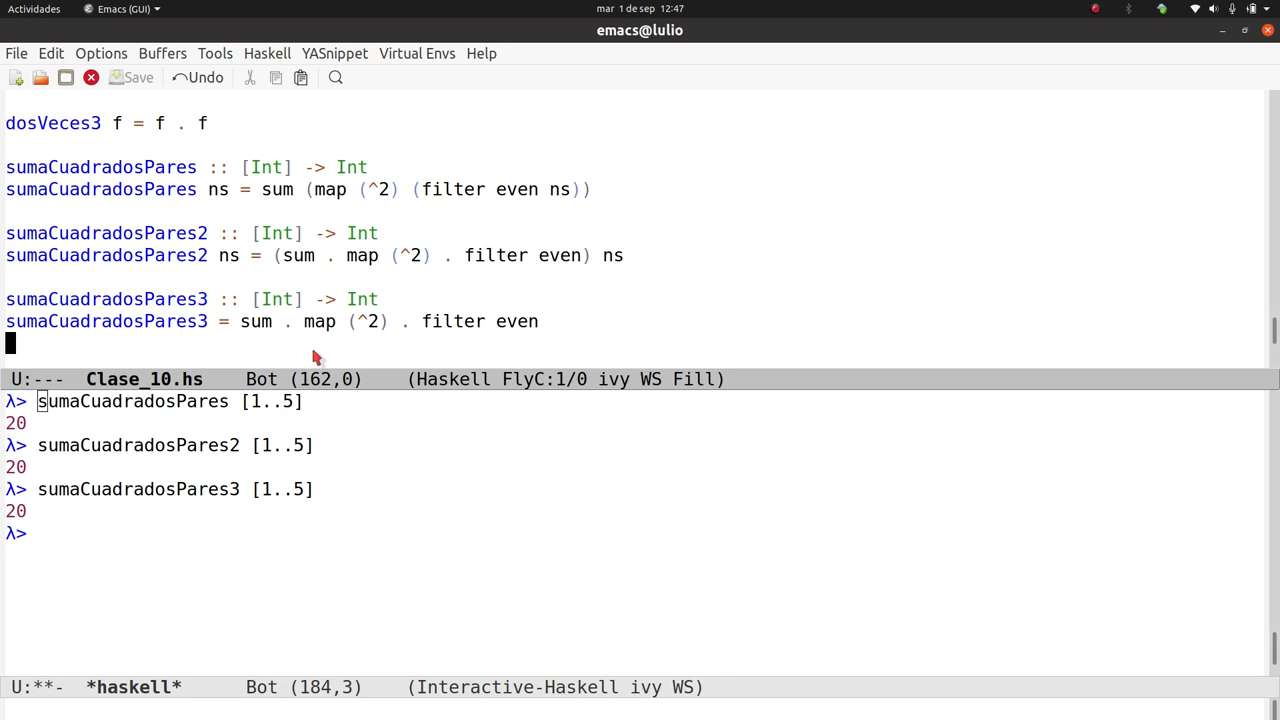 Actividades Emacs (GUI) mar 1 de sep 12:47
emacs@lulio
File Edit Options Buffers Tools Haskell YASnippet Virtual Envs Help
Save Undo
dosVeces3 f = f . f
sumaCuadradosPares :: [Int] -> Int
sumaCuadradosPares ns = sum (map (^2) (filter even ns))
sumaCuadradosPares2 :: [Int] -> Int
sumaCuadradosPares2 ns = (sum . map (^2) . filter even) ns
sumaCuadradosPares3 :: [Int] -> Int
sumaCuadradosPares3 = sum . map (^2) . filter even
U:--- Clase_10.hs Bot (162,0) (Haskell FlyC:1/0 ivy WS Fill)
λ> sumaCuadradosPares [1..5]
20
λ> sumaCuadradosPares2 [1..5]
20
λ> sumaCuadradosPares3 [1..5]
20
λ>
U:**- *haskell* Bot (184,3) (Interactive-Haskell ivy WS)